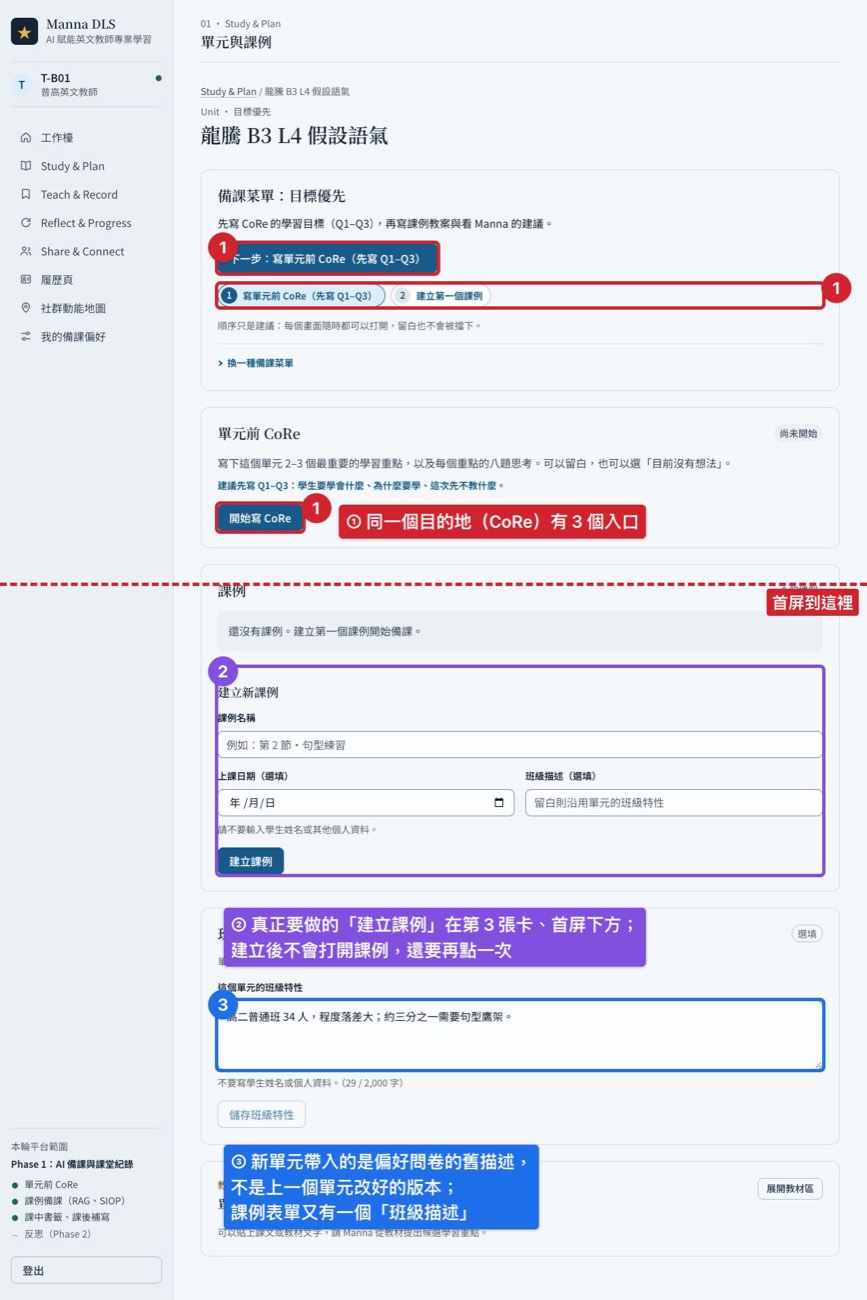 Manna DLS
AI 賦能英文教師專業學習
T
T-B01
普高英文教師
工作檯
Study & Plan
Teach & Record
Reflect & Progress
Share & Connect
履歷頁
社群動能地圖
我的備課偏好
本輪平台範圍
Phase 1：AI 備課與課堂紀錄
單元前 CoRe
課例備課（RAG、SIOP）
課中書籤、課後補寫
反思（Phase 2）
登出
01 · Study & Plan
單元與課例
Study & Plan / 龍騰 B3 L4 假設語氣
Unit · 目標優先
龍騰 B3 L4 假設語氣
備課菜單：目標優先
先寫 CoRe 的學習目標（Q1–Q3），再寫課例教案與看 Manna 的建議。
1
下一步：寫單元前 CoRe（先寫 Q1–Q3）
1 寫單元前 CoRe（先寫 Q1–Q3） 2 建立第一個課例
1
順序只是建議：每個畫面隨時都可以打開，留白也不會被擋下。
› 換一種備課菜單
單元前 CoRe
尚未開始
寫下這個單元 2–3 個最重要的學習重點，以及每個重點的八題思考。可以留白，也可以選「目前沒有想法」。
建議先寫 Q1–Q3：學生要學會什麼、為什麼要學、這次先不教什麼。
開始寫 CoRe
1
① 同一個目的地（CoRe）有 3 個入口
課例
首屏到這裡
還沒有課例。建立第一個課例開始備課。
2
建立新課例
課例名稱
例如：第 2 節・句型練習
上課日期（選填）
班級描述（選填）
年 /月/日
留白則沿用單元的班級特性
請不要輸入學生姓名或其他個人資料。
建立課例
② 真正要做的「建立課例」在第 3 張卡、首屏下方；
建立後不會打開課例，還要再點一次
選填
這個單元的班級特性
3
高二普通班 34 人，程度落差大；約三分之一需要句型鷹架。
不要寫學生姓名或個人資料。（29 / 2,000 字）
儲存班級特性
③ 新單元帶入的是偏好問卷的舊描述，
不是上一個單元改好的版本；
課例表單又有一個「班級描述」
展開教材區
可以貼上課文或教材文字，請 Manna 從教材提出候選學習重點。